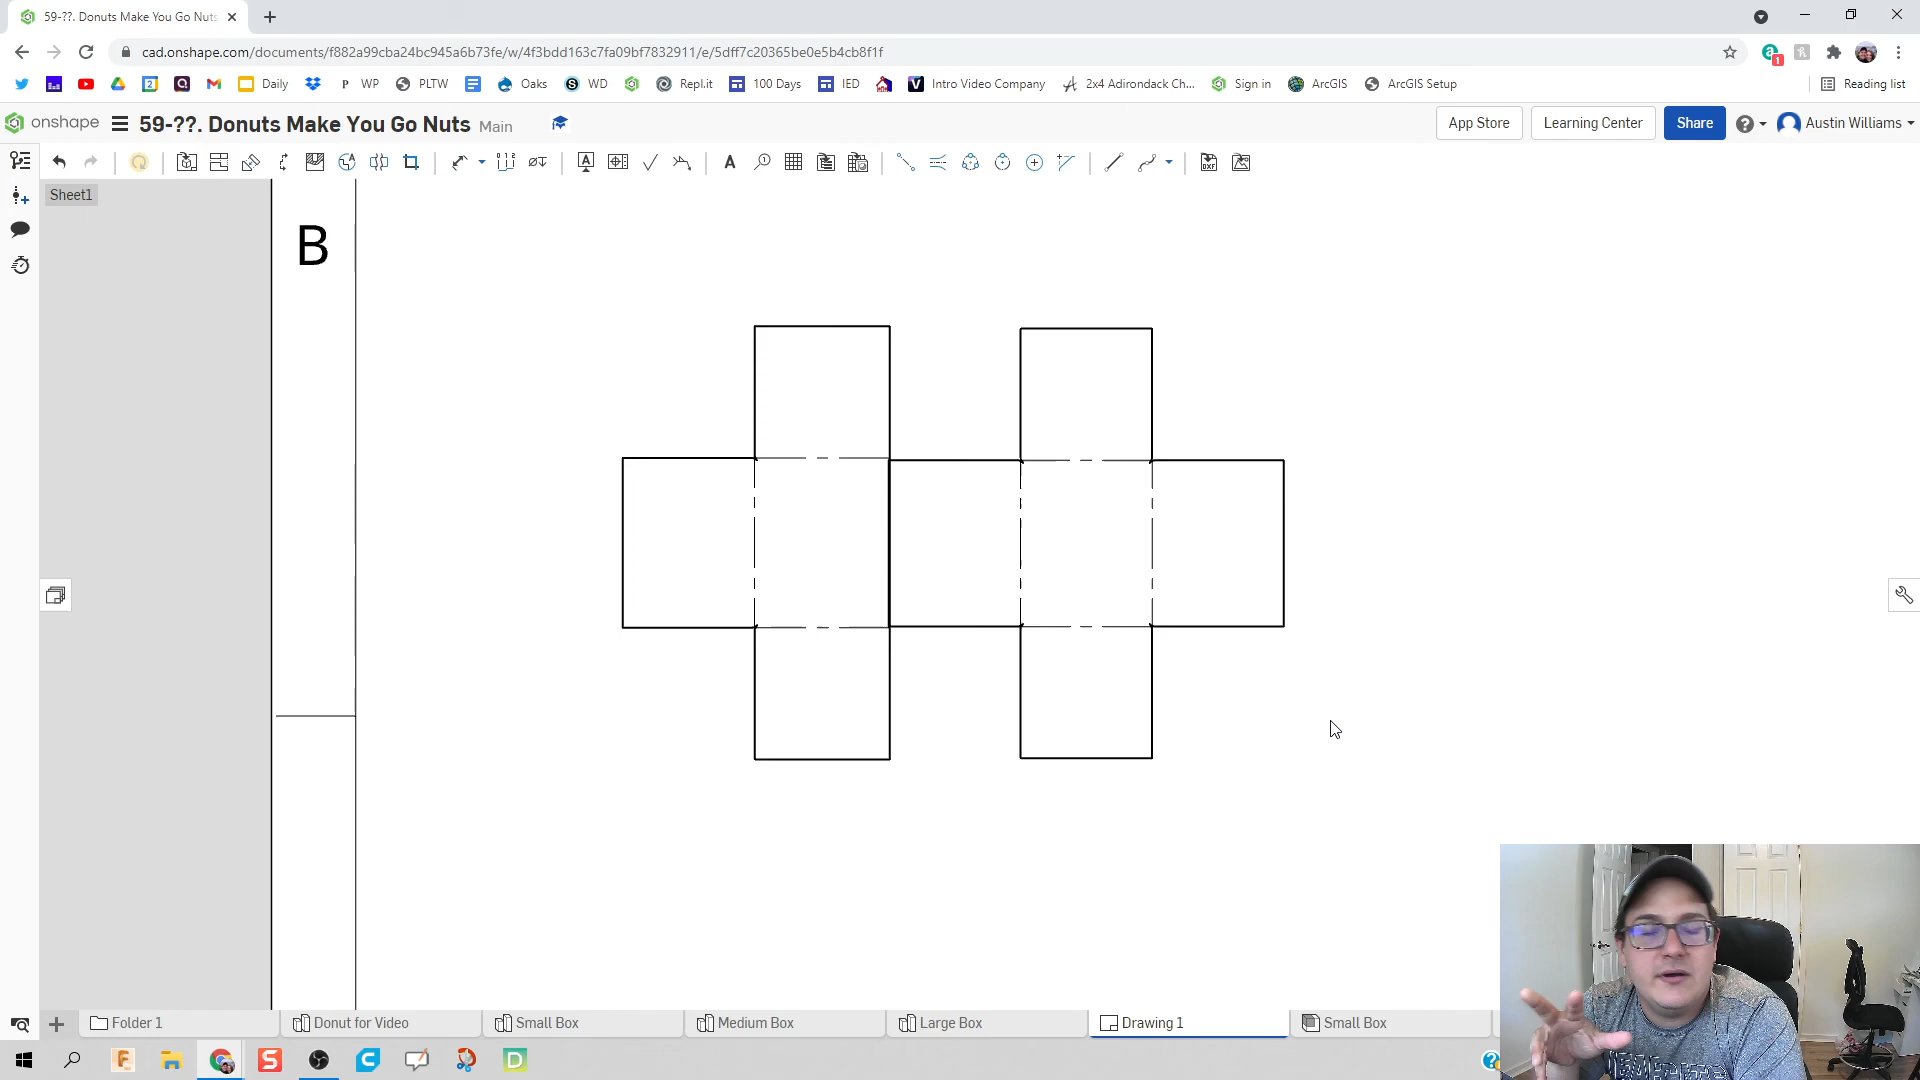 59-??. Donuts Make You Go Nuts
cad.onshape.com/documents/f882a99cba24bc945a6b73fe/w/4f3bdd163c7fa09bf7832911/e/5dff7c20365be0e5b4cb8f1f
Daily WP PLTW Oaks WD Repl.it 100 Days IED Intro Video Company 2x4 Adirondack Ch... Sign in ArcGIS ArcGIS Setup Reading list
onshape 59-??. Donuts Make You Go Nuts Main App Store Learning Center Share Austin Williams
Sheet1
B
Folder 1 Donut for Video Small Box Medium Box Large Box Drawing 1 Small Box